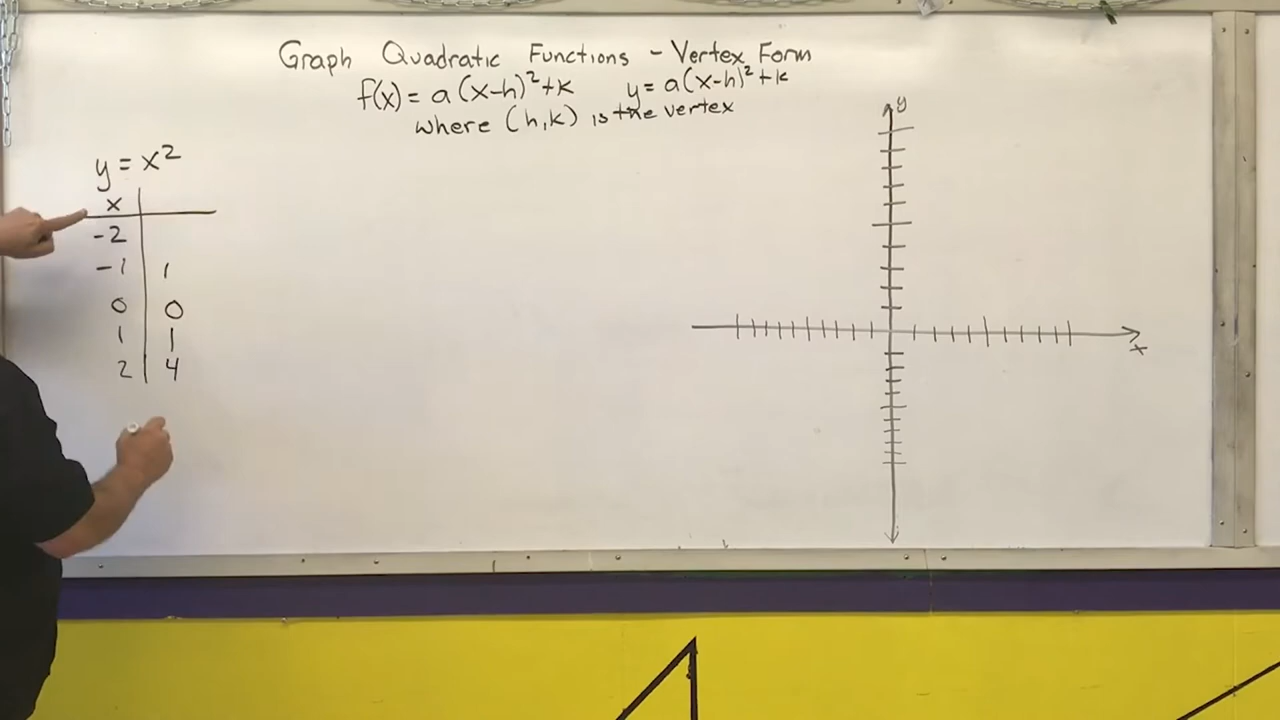 Graph Quadratic Functions - Vertex Form
f(x) = a(x-h)²+k y = a(x-h)²+k
where (h,k) is the vertex
y = x²
x
-2
-1 1
0 0
1 1
2 4
y
x